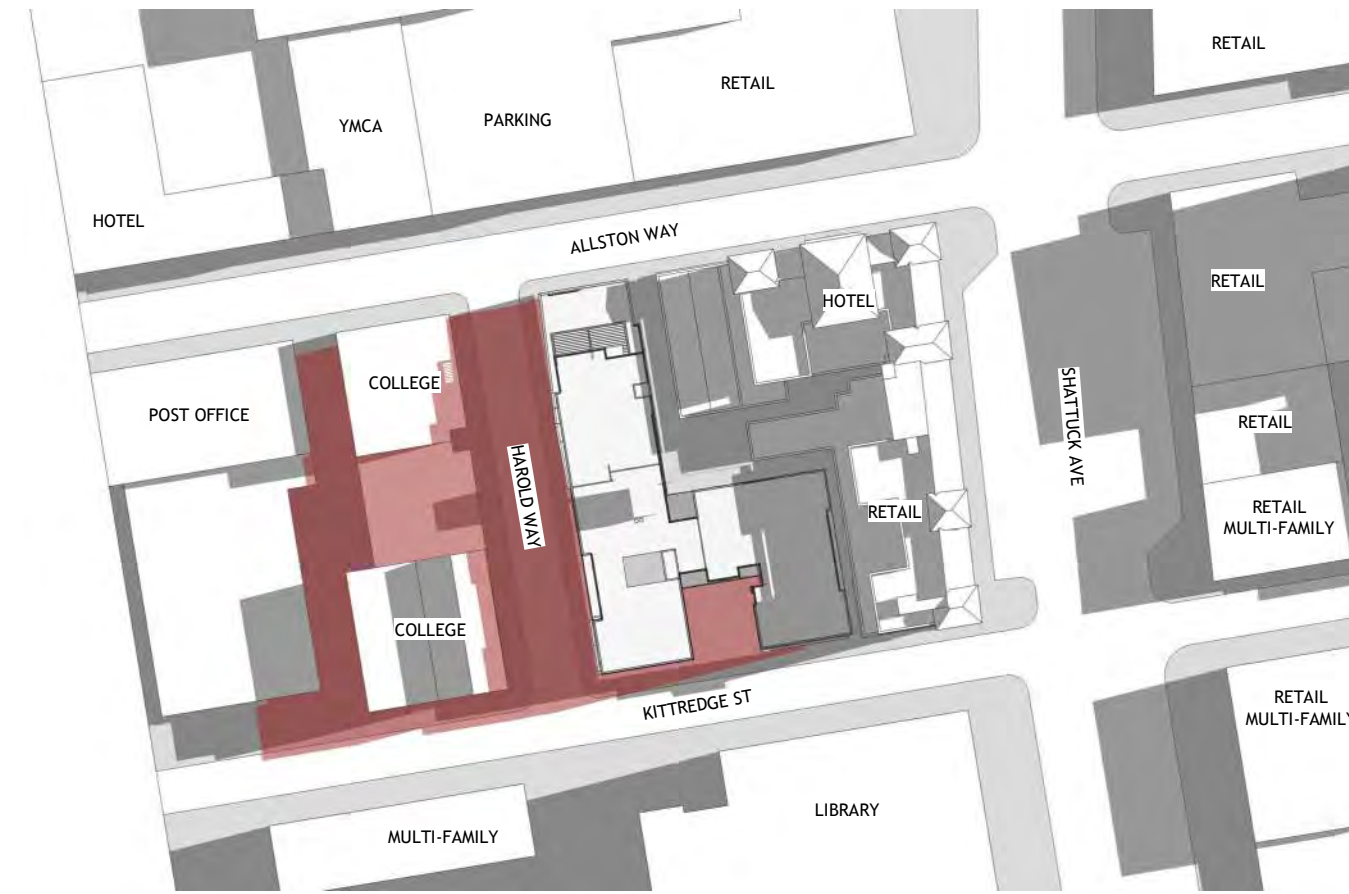 RETAIL
RETAIL
PARKING
YMCA
HOTEL
ALLSTON WAY
RETAIL
HOTEL
COLLEGE
POST OFFICE
SHATTUCK AVE
RETAIL
HAROLD WAY
RETAIL
RETAIL
MULTI-FAMILY
COLLEGE
KITTREDGE ST
RETAIL
MULTI-FAMILY
LIBRARY
MULTI-FAMILY